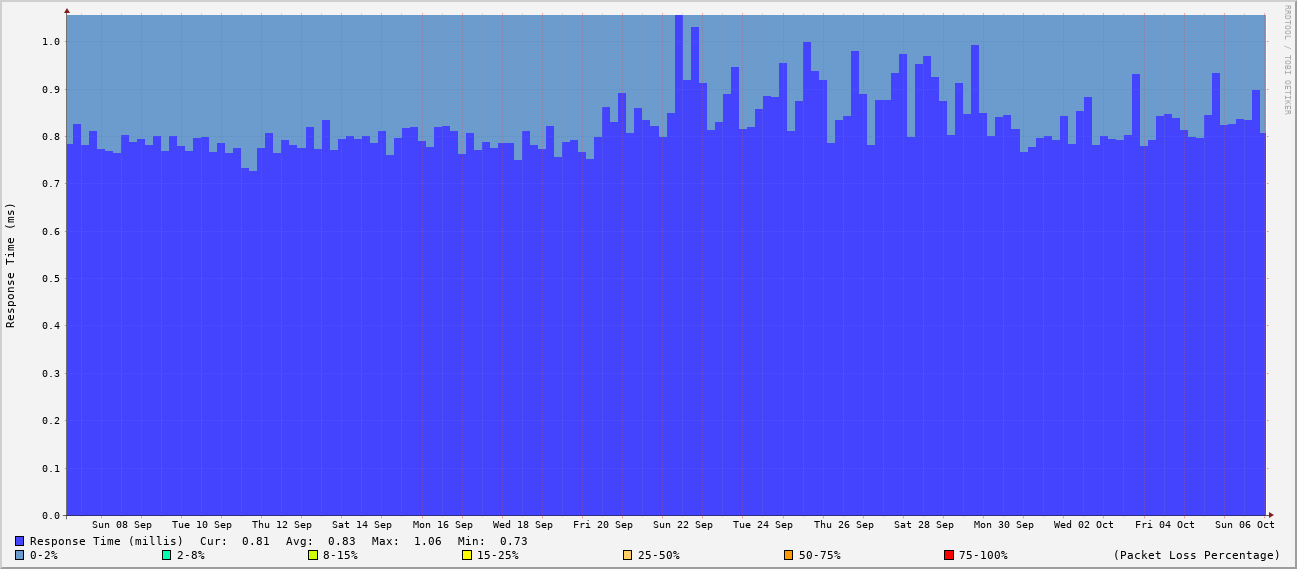 RRDTOOL / TOBI OETIKER
Response Time (ms)
1.0
0.9
0.8
0.7
0.6
0.5
0.4
0.3
0.2
0.1
0.0
Sun 08 Sep Tue 10 Sep Thu 12 Sep Sat 14 Sep Mon 16 Sep Wed 18 Sep Fri 20 Sep Sun 22 Sep Tue 24 Sep Thu 26 Sep Sat 28 Sep Mon 30 Sep Wed 02 Oct Fri 04 Oct Sun 06 Oct
Response Time (millis) Cur: 0.81 Avg: 0.83 Max: 1.06 Min: 0.73
0-2% 2-8% 8-15% 15-25% 25-50% 50-75% 75-100% (Packet Loss Percentage)